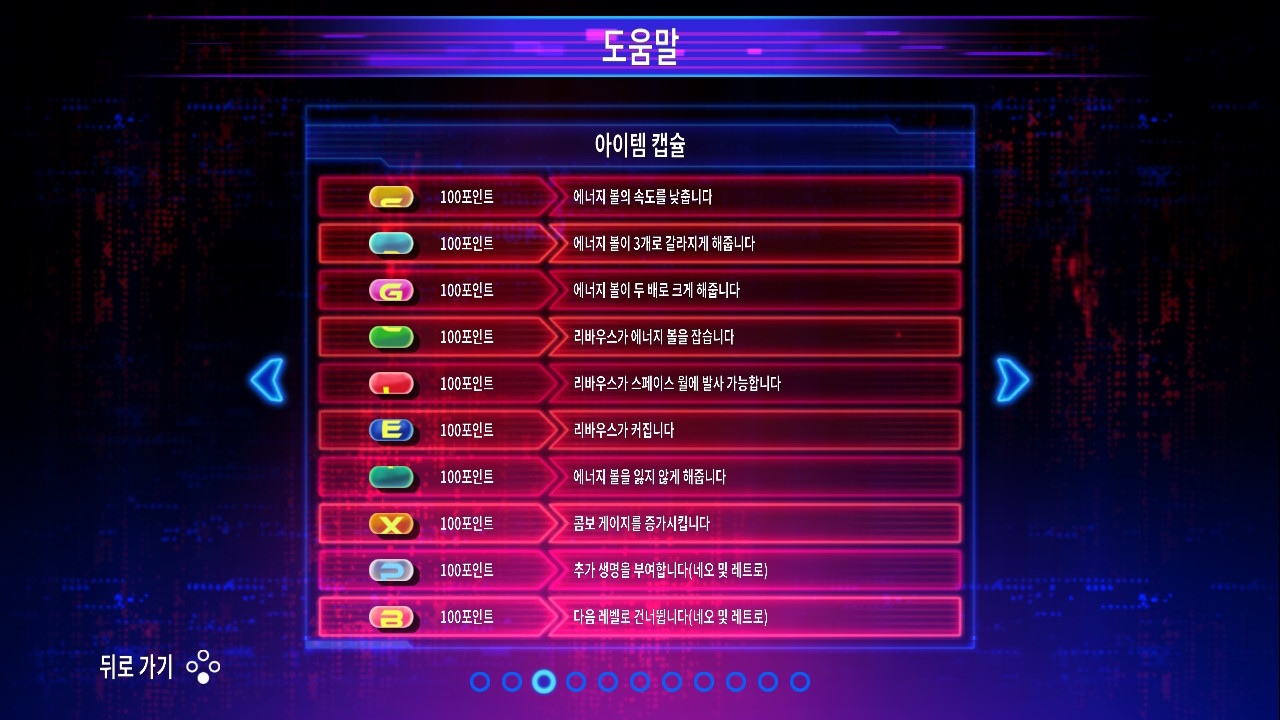 도움말
아이템 캡슐
100포인트 에너지 볼의 속도를 낮춥니다
100포인트 에너지 볼이 3개로 갈라지게 해줍니다
G 100포인트 에너지 볼이 두 배로 크게 해줍니다
100포인트 리바우스가 에너지 볼을 잡습니다
100포인트 리바우스가 스페이스 월에 발사 가능합니다
E 100포인트 리바우스가 커집니다
100포인트 에너지 볼을 잃지 않게 해줍니다
X 100포인트 콤보 게이지를 증가시킵니다
P 100포인트 추가 생명을 부여합니다(네오 및 레트로)
B 100포인트 다음 레벨로 건너뜁니다(네오 및 레트로)
뒤로 가기